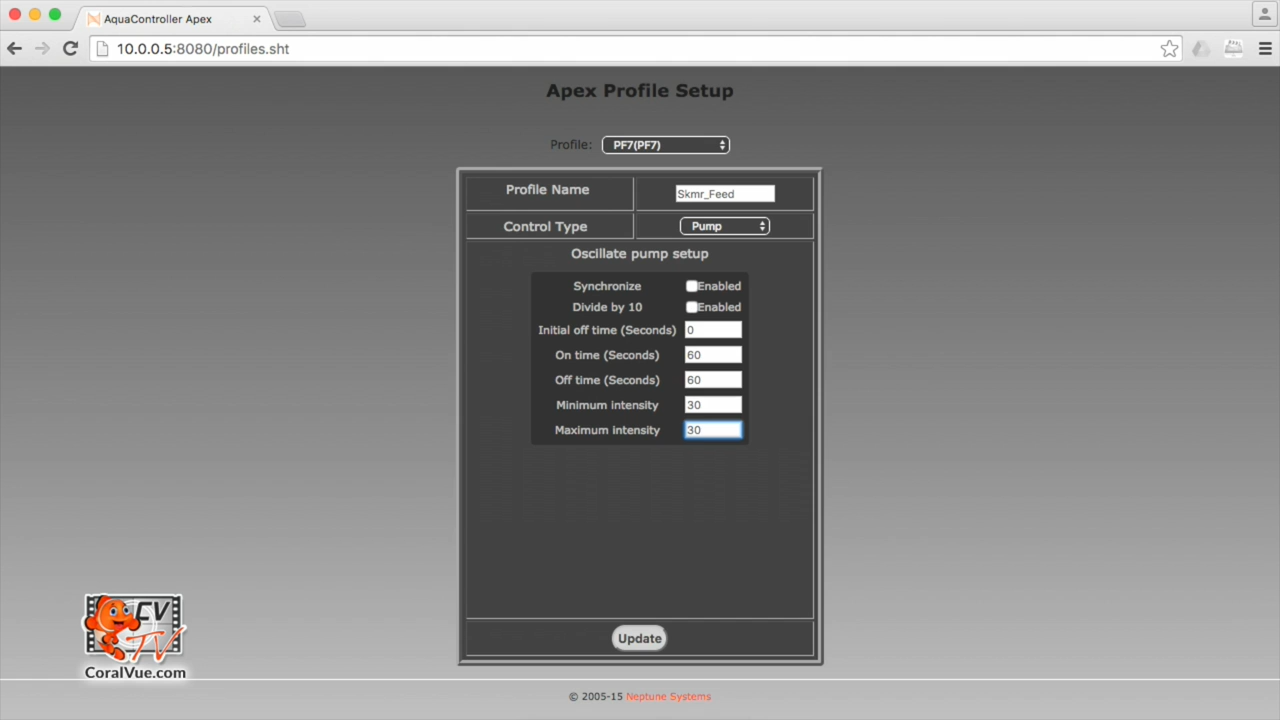 AquaController Apex
10.0.0.5:8080/profiles.sht
Apex Profile Setup
Profile: PF7(PF7)
Profile Name Skmr_Feed
Control Type Pump
Oscillate pump setup
Synchronize Enabled
Divide by 10 Enabled
Initial off time (Seconds) 0
On time (Seconds) 60
Off time (Seconds) 60
Minimum intensity 30
Maximum intensity 30
Update
CV
TV
CoralVue.com
© 2005-15 Neptune Systems